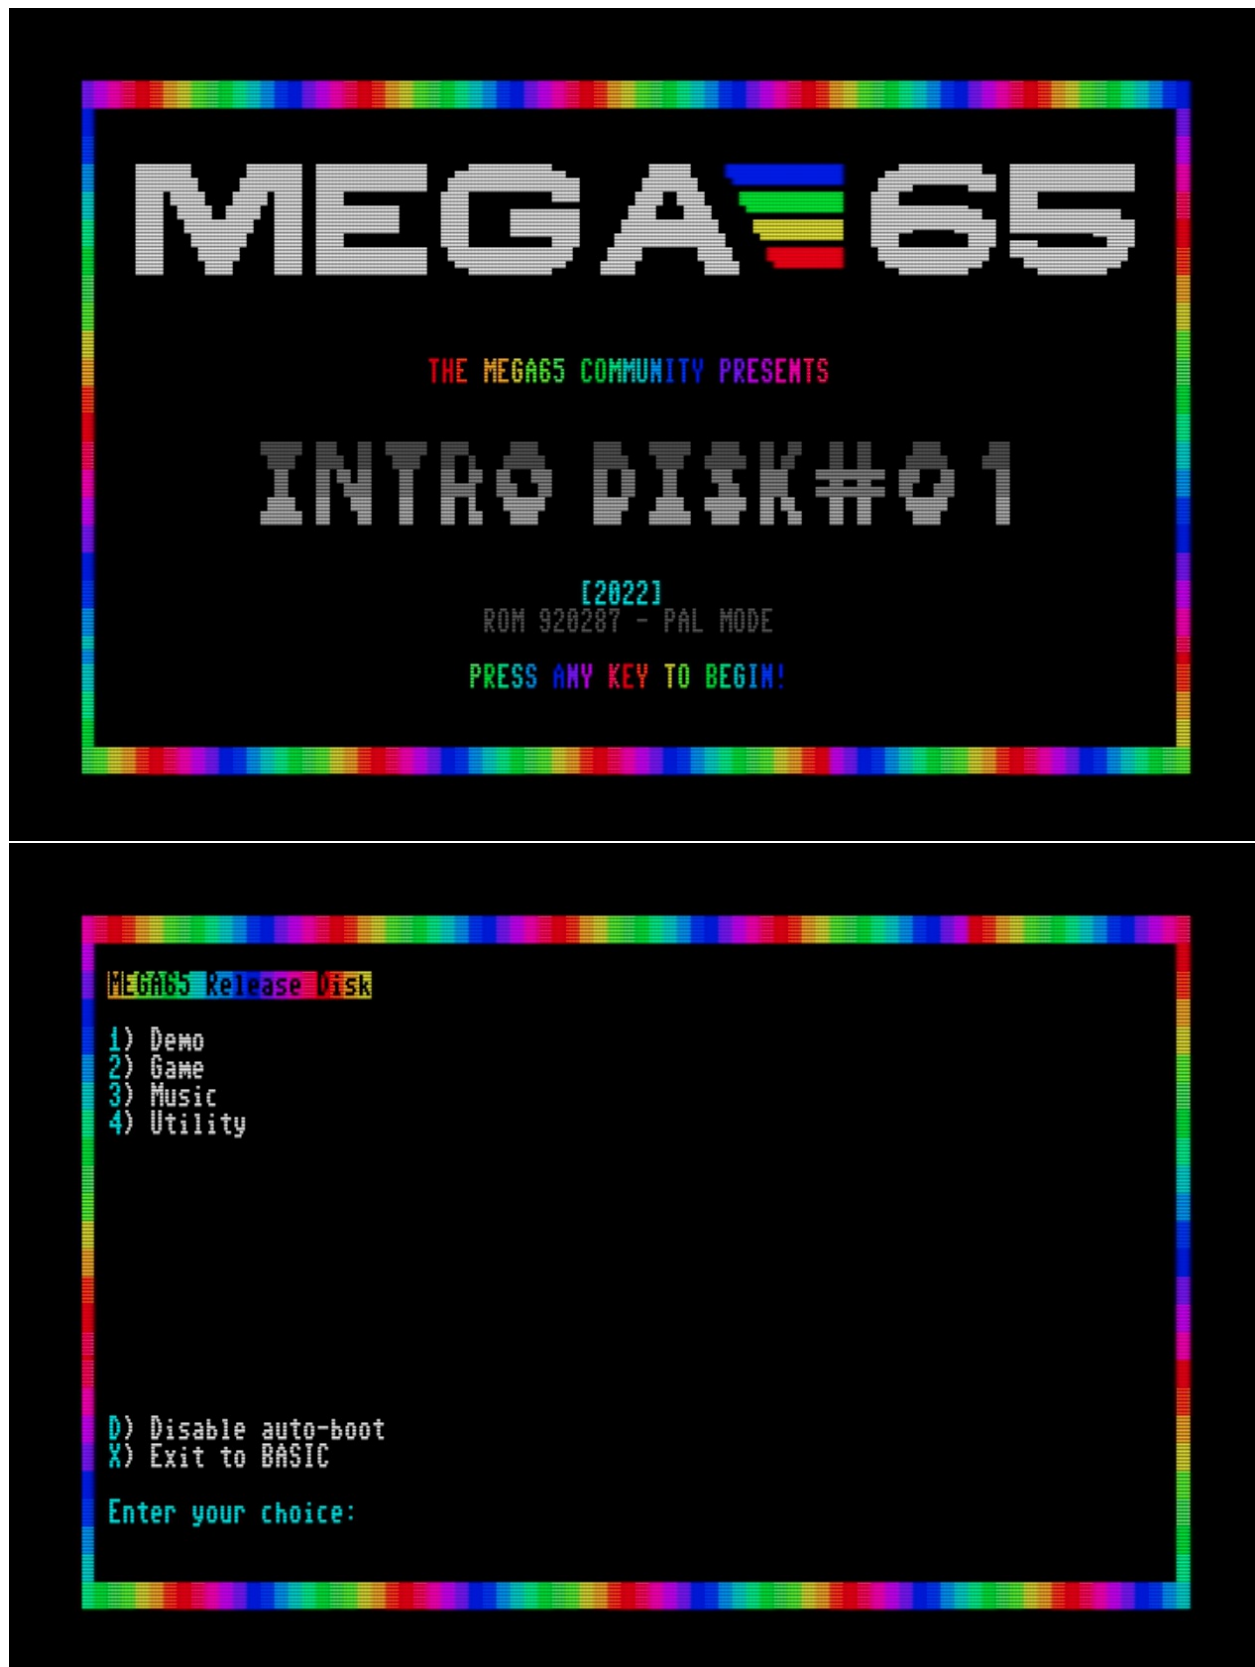 MEGA65
THE MEGA65 COMMUNITY PRESENTS
INTRO DISK#01
[2022]
ROM 920287 - PAL MODE
PRESS ANY KEY TO BEGIN!
MEGA65 Release Disk
1) Demo
2) Game
3) Music
4) Utility
D) Disable auto-boot
X) Exit to BASIC
Enter your choice: